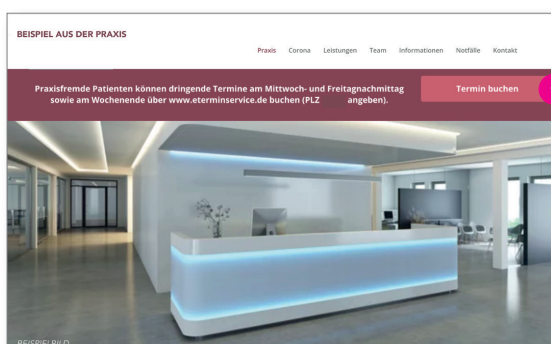 BEISPIEL AUS DER PRAXIS
Praxis Corona Leistungen Team Informationen Notfälle Kontakt
Praxisfremde Patienten können dringende Termine am Mittwoch- und Freitagnachmittag
sowie am Wochenende über www.eterminservice.de buchen (PLZ angeben).
Termin buchen
BEISPIELBILD